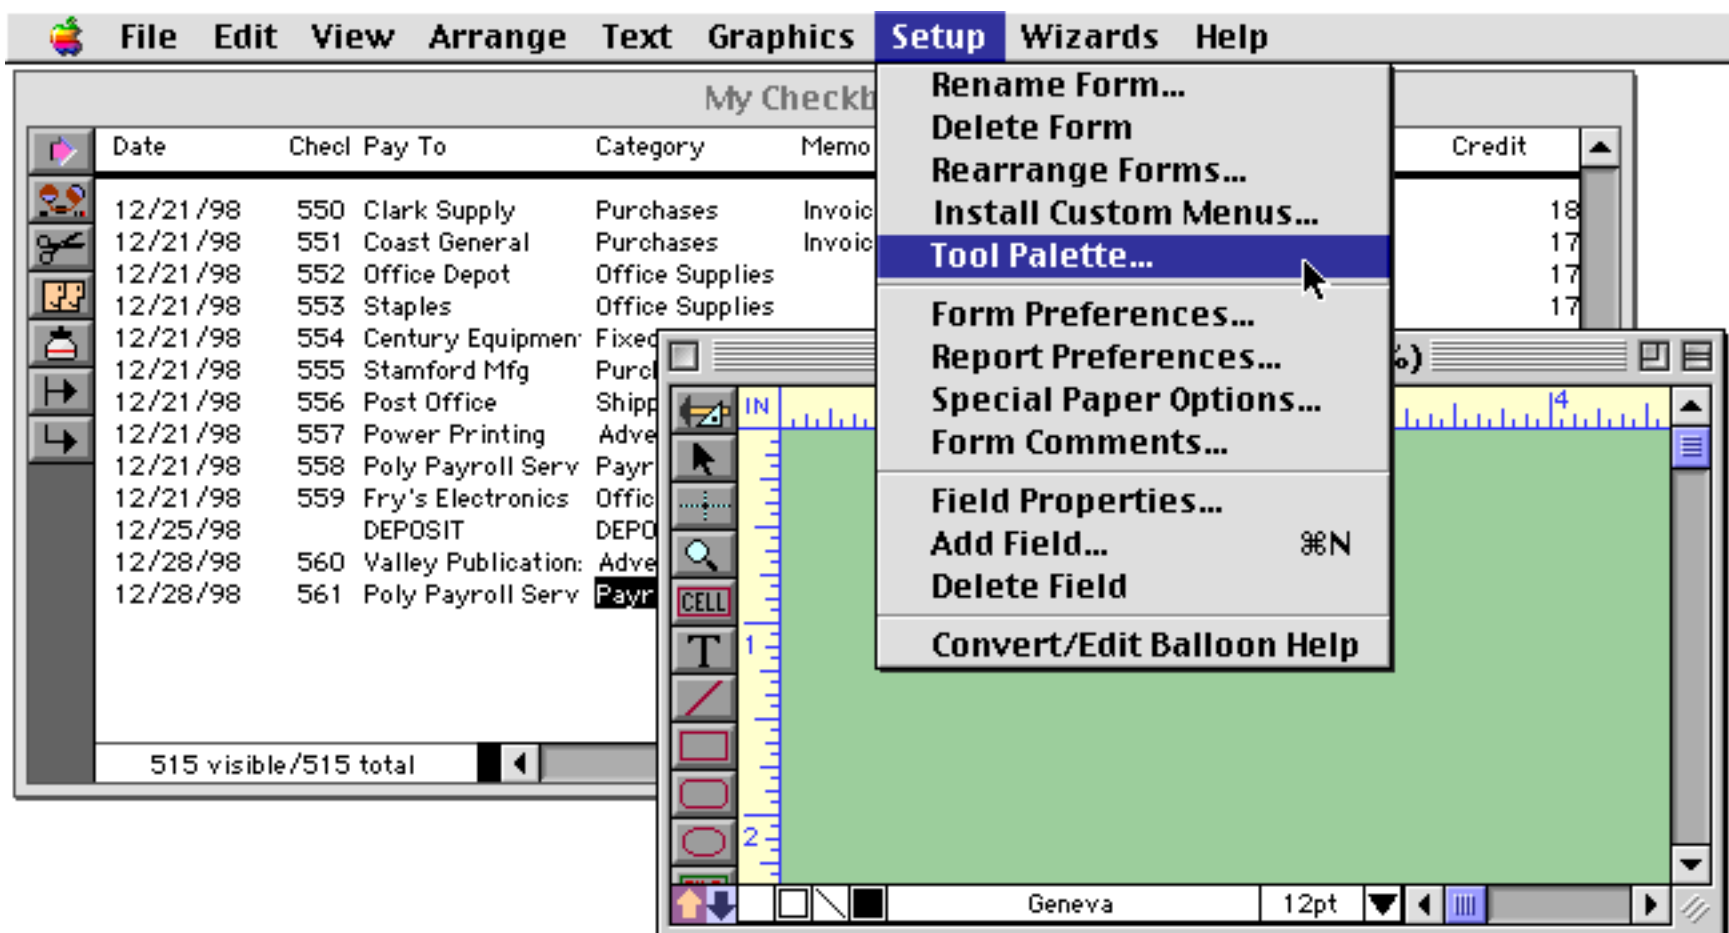 File Edit View Arrange Text Graphics Setup Wizards Help
My Checkb
Rename Form...
Delete Form
Rearrange Forms...
Install Custom Menus...
Tool Palette...
Form Preferences...
Report Preferences...
Special Paper Options...
Form Comments...
Field Properties...
Add Field... ⌘N
Delete Field
Convert/Edit Balloon Help
Date Checl Pay To Category Memo Credit
12/21/98 550 Clark Supply Purchases Invoic 18
12/21/98 551 Coast General Purchases Invoic 17
12/21/98 552 Office Depot Office Supplies 17
12/21/98 553 Staples Office Supplies 17
12/21/98 554 Century Equipmen Fixed
12/21/98 555 Stamford Mfg Purcl
12/21/98 556 Post Office Shipp
12/21/98 557 Power Printing Adve
12/21/98 558 Poly Payroll Serv Payr
12/21/98 559 Fry's Electronics Offic
12/25/98 DEPOSIT DEPO
12/28/98 560 Valley Publication: Adve
12/28/98 561 Poly Payroll Serv Payr
515 visible/515 total
%)
IN 4
CELL
T
1
2
Geneva 12pt